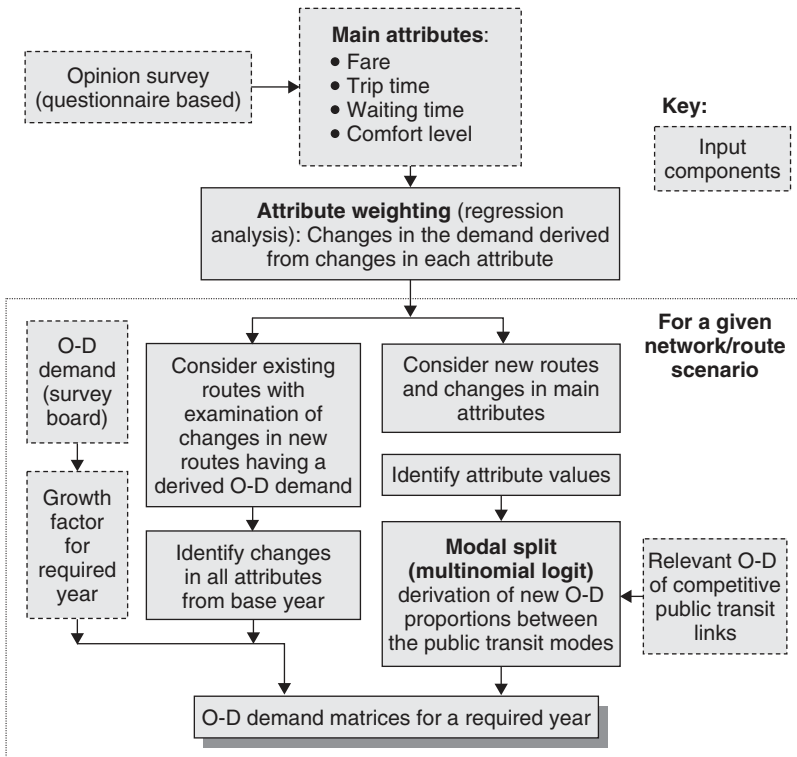 Main attributes:
• Fare
• Trip time
• Waiting time
• Comfort level
Opinion survey
(questionnaire based)
Key:
Input
components
Attribute weighting (regression
analysis): Changes in the demand derived
from changes in each attribute
For a given
network/route
scenario
O-D
demand
(survey
board)
Consider existing
routes with
examination of
changes in new
routes having a
derived O-D demand
Consider new routes
and changes in main
attributes
Growth
factor
for
required
year
Identify attribute values
Identify changes
in all attributes
from base year
Modal split
(multinomial logit)
derivation of new O-D
proportions between
the public transit modes
Relevant O-D
of competitive
public transit
links
O-D demand matrices for a required year